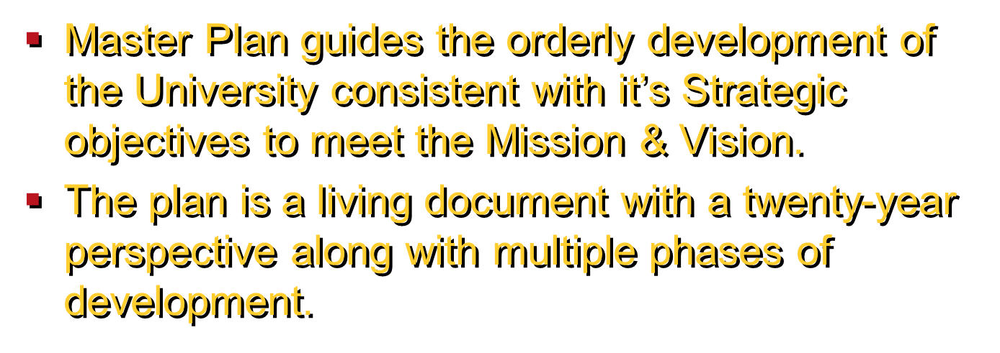 ▪ Master Plan guides the orderly development of
the University consistent with it’s Strategic
objectives to meet the Mission & Vision.
▪ The plan is a living document with a twenty-year
perspective along with multiple phases of
development.